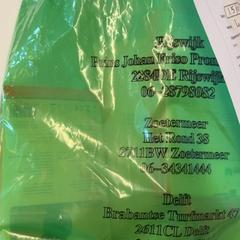 Rijswijk
Prins Johan Friso Prom
2284 Rijswijk
06-28798082
Zoetermeer
Het Rond 38
2711BW Zoetermeer
06-34341444
Delft
Brabantse Turfmarkt 47
2611 CL Delft